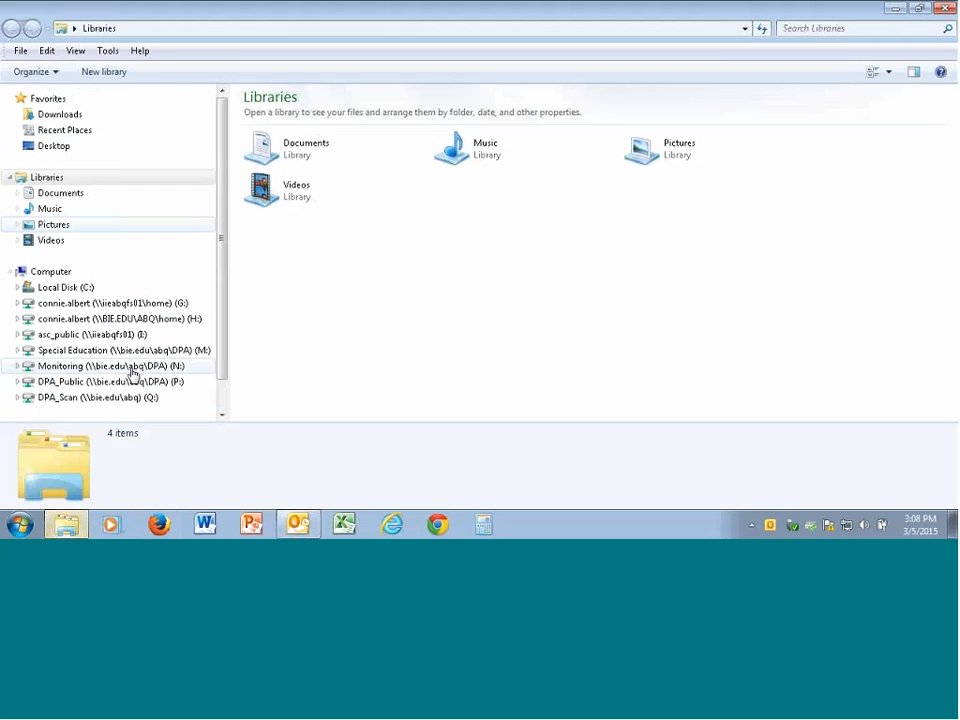 Libraries
Search Libraries
File Edit View Tools Help
Organize New library
Favorites
Downloads
Recent Places
Desktop
Libraries
Documents
Music
Pictures
Videos
Computer
Local Disk (C:)
connie.albert (\\iieabqfs01\home) (G:)
connie.albert (\\BIE.EDU\ABQ\home) (H:)
asc_public (\\iieabqfs01) (I:)
Special Education (\\bie.edu\abq\DPA) (M:)
Monitoring (\\bie.edu\abq\DPA) (N:)
DPA_Public (\\bie.edu\abq\DPA) (P:)
DPA_Scan (\\bie.edu\abq) (Q:)
Libraries
Open a library to see your files and arrange them by folder, date, and other properties.
Documents
Library
Music
Library
Pictures
Library
Videos
Library
4 items
3:08 PM
3/5/2015